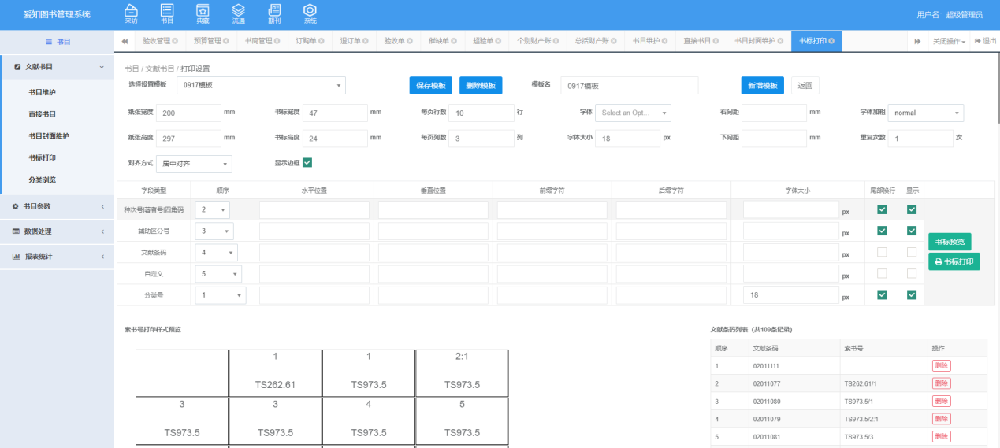 爱知图书管理系统
采访 书目 典藏 流通 期刊 系统
用户名: 超级管理员
书目
验收管理 预算管理 书商管理 订购单 退订单 验收单 催缺单 超验单 个别财产账 总括财产账 书目维护 直接书目 书目封面维护 书标打印 关闭操作 退出
文献书目
书目维护
直接书目
书目封面维护
书标打印
分类浏览
书目参数
数据处理
报表统计
书目 / 文献书目 / 打印设置
选择设置模板 0917模板 保存模板 删除模板 模板名 0917模板 新增模板 返回
纸张宽度 200 mm 书标宽度 47 mm 每页行数 10 行 字体 Select an Opt... 右间距 mm 字体加粗 normal
纸张高度 297 mm 书标高度 24 mm 每页列数 3 列 字体大小 18 px 下间距 mm 重复次数 1 次
对齐方式 居中对齐 显示边框
字段类型 顺序 水平位置 垂直位置 前缀字符 后缀字符 字体大小 尾部换行 显示
种次号|著者号|四角码 2 px
辅助区分号 3 px
文献条码 4 px
自定义 5 px
分类号 1 18 px
书标预览
书标打印
索书号打印样式预览
1 1 2:1
TS262.61 TS973.5 TS973.5
3 3 4 5
TS973.5 TS973.5 TS973.5 TS973.5
文献条码列表（共109条记录）
顺序 文献条码 索书号 操作
1 02011111 删除
2 02011077 TS262.61/1 删除
3 02011080 TS973.5/1 删除
4 02011079 TS973.5/2:1 删除
5 02011081 TS973.5/3 删除